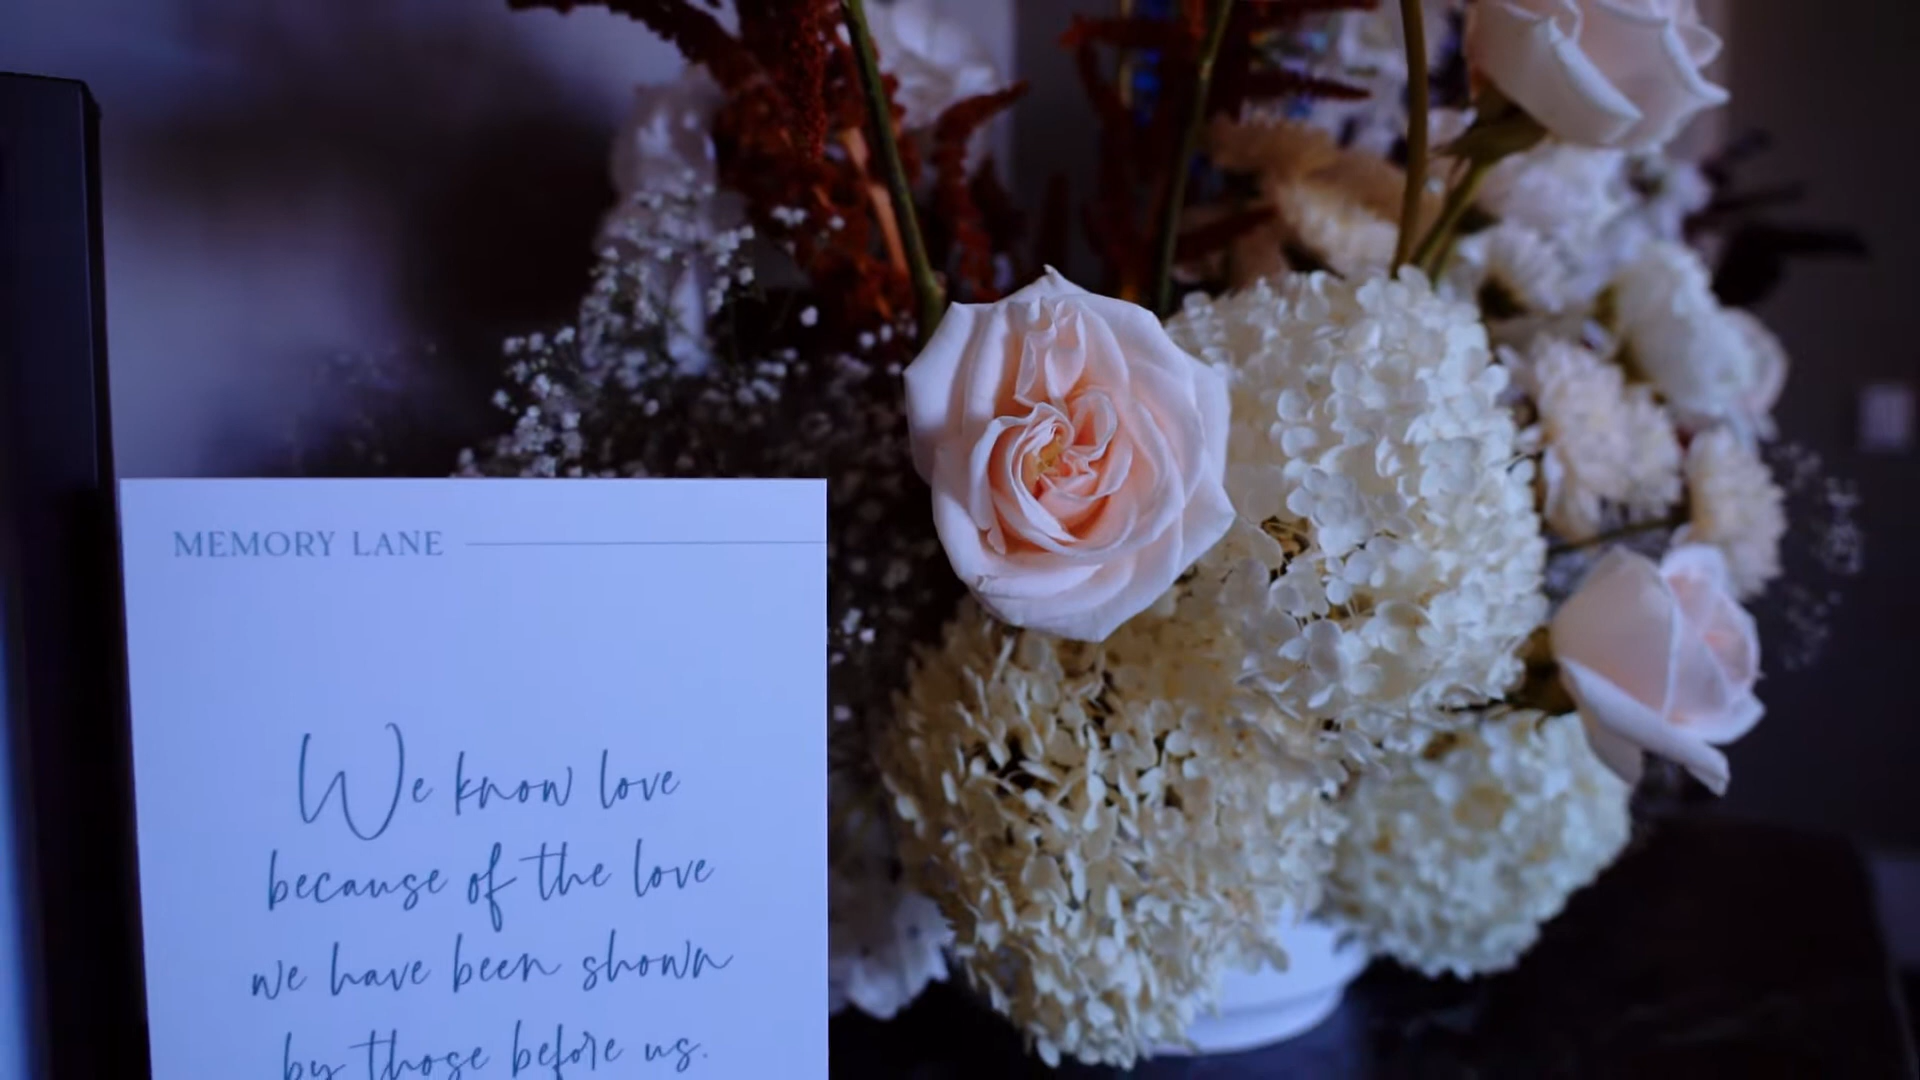 MEMORY LANE
We know love
because of the love
we have been shown
by those before us.